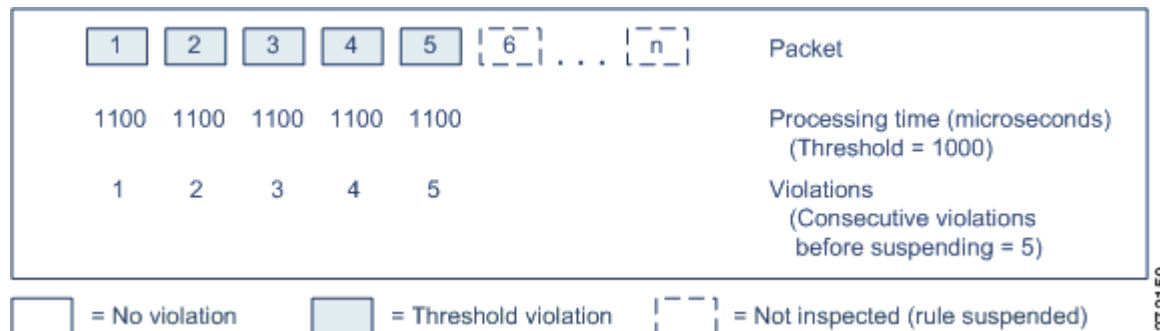 1 2 3 4 5 6 . . . n Packet
1100 1100 1100 1100 1100 Processing time (microseconds)
(Threshold = 1000)
1 2 3 4 5 Violations
(Consecutive violations
before suspending = 5)
= No violation = Threshold violation = Not inspected (rule suspended)